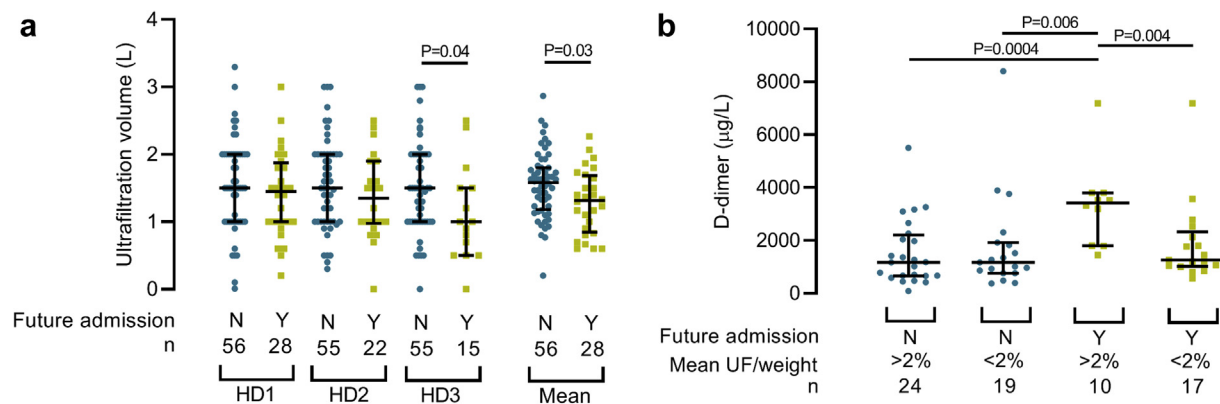 a
Ultrafiltration volume (L)
4
3
2
1
0
P=0.04
P=0.03
Future admission
N Y N Y N Y N Y
n
56 28 55 22 55 15 56 28
HD1 HD2 HD3 Mean
b
D-dimer (µg/L)
10000
8000
6000
4000
2000
0
P=0.006
P=0.0004
P=0.004
Future admission N N Y Y
Mean UF/weight >2% <2% >2% <2%
n 24 19 10 17